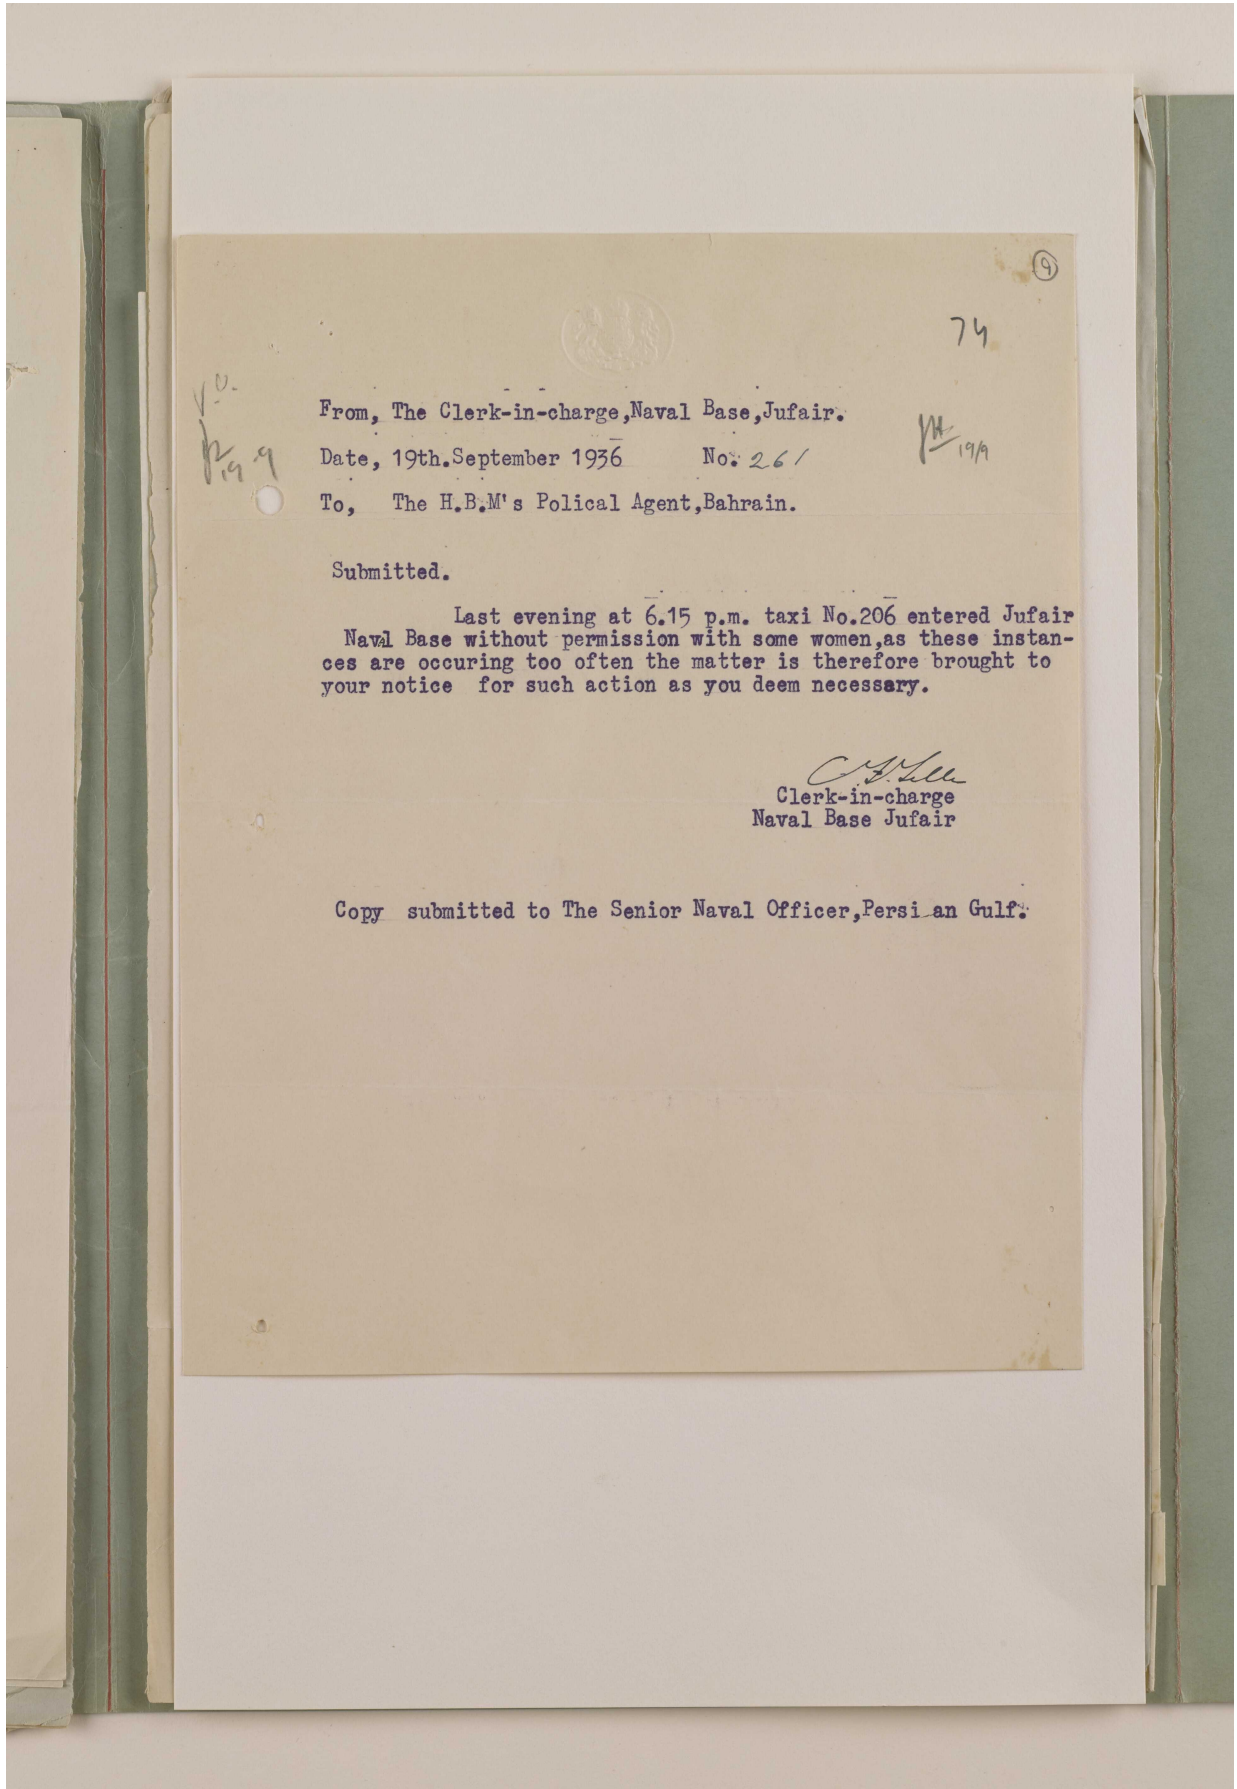 9
74
From, The Clerk-in-charge,Naval Base,Jufair.
19/9
Date, 19th.September 1936 No. 261
19.9
To, The H.B.M's Polical Agent,Bahrain.
Submitted.
Last evening at 6.15 p.m. taxi No.206 entered Jufair
Naval Base without permission with some women,as these instan-
ces are occuring too often the matter is therefore brought to
your notice for such action as you deem necessary.
Clerk-in-charge
Naval Base Jufair
Copy submitted to The Senior Naval Officer,Persian Gulf.